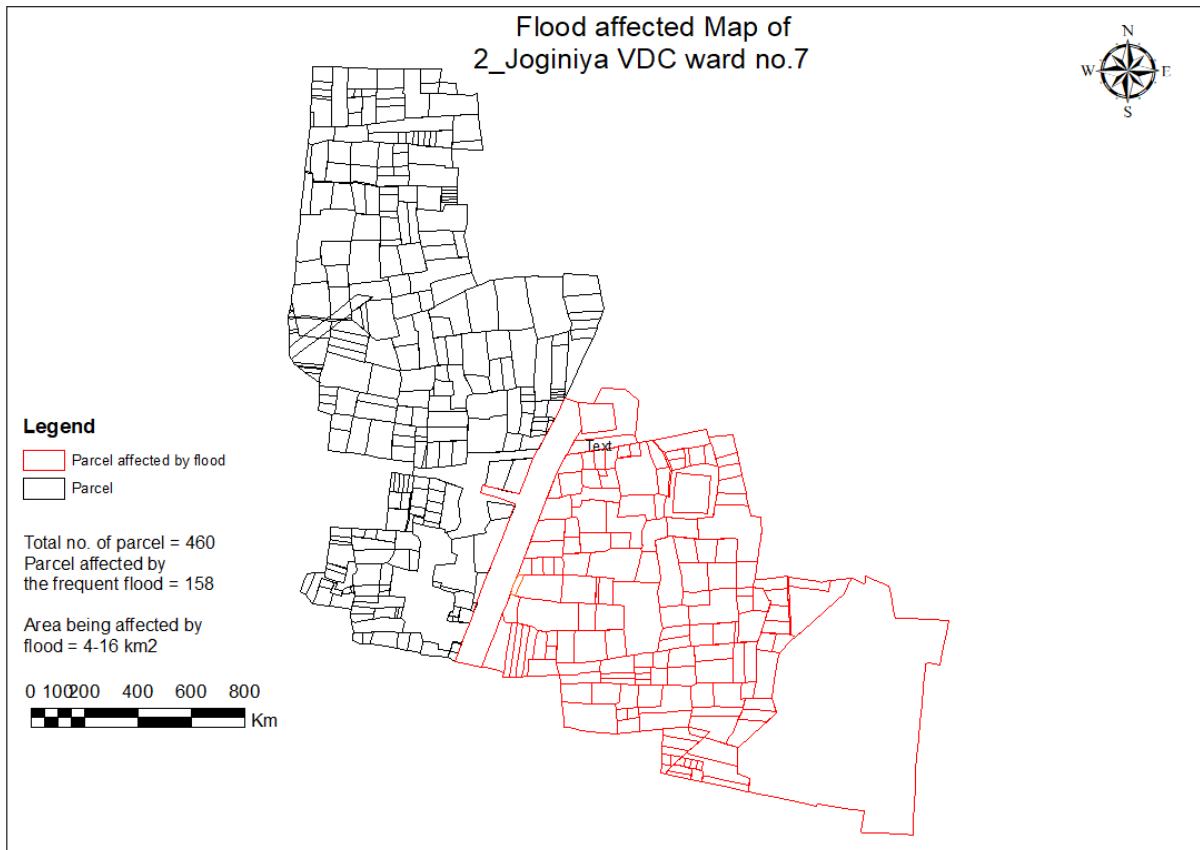 Flood affected Map of
2_Joginiya VDC ward no.7
N
W E
S
Text
Legend
Parcel affected by flood
Parcel
Total no. of parcel = 460
Parcel affected by
the frequent flood = 158
Area being affected by
flood = 4-16 km2
0 100200 400 600 800
Km